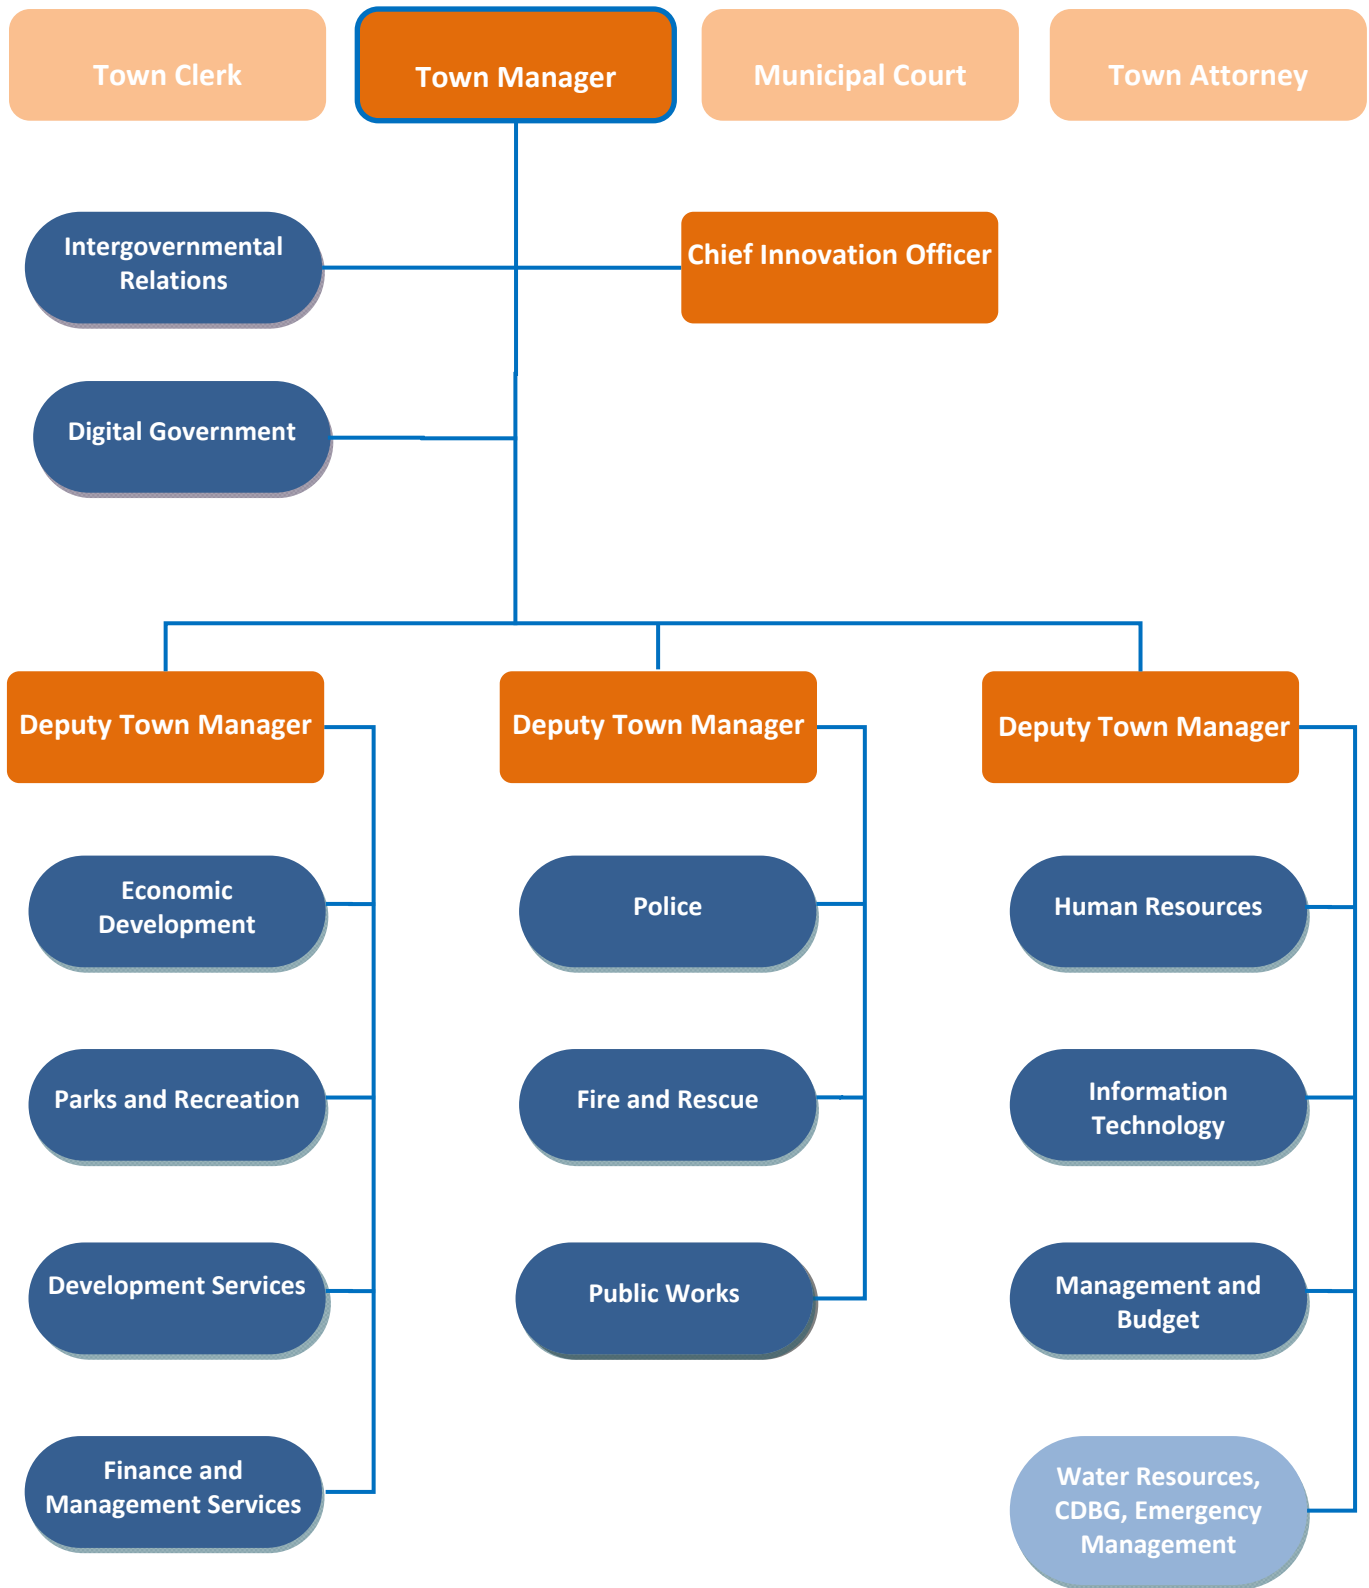 Town Clerk
Town Manager
Municipal Court
Town Attorney
Intergovernmental
Relations
Chief Innovation Officer
Digital Government
Deputy Town Manager
Deputy Town Manager
Deputy Town Manager
Economic
Development
Police
Human Resources
Parks and Recreation
Fire and Rescue
Information
Technology
Development Services
Public Works
Management and
Budget
Finance and
Management Services
Water Resources,
CDBG, Emergency
Management